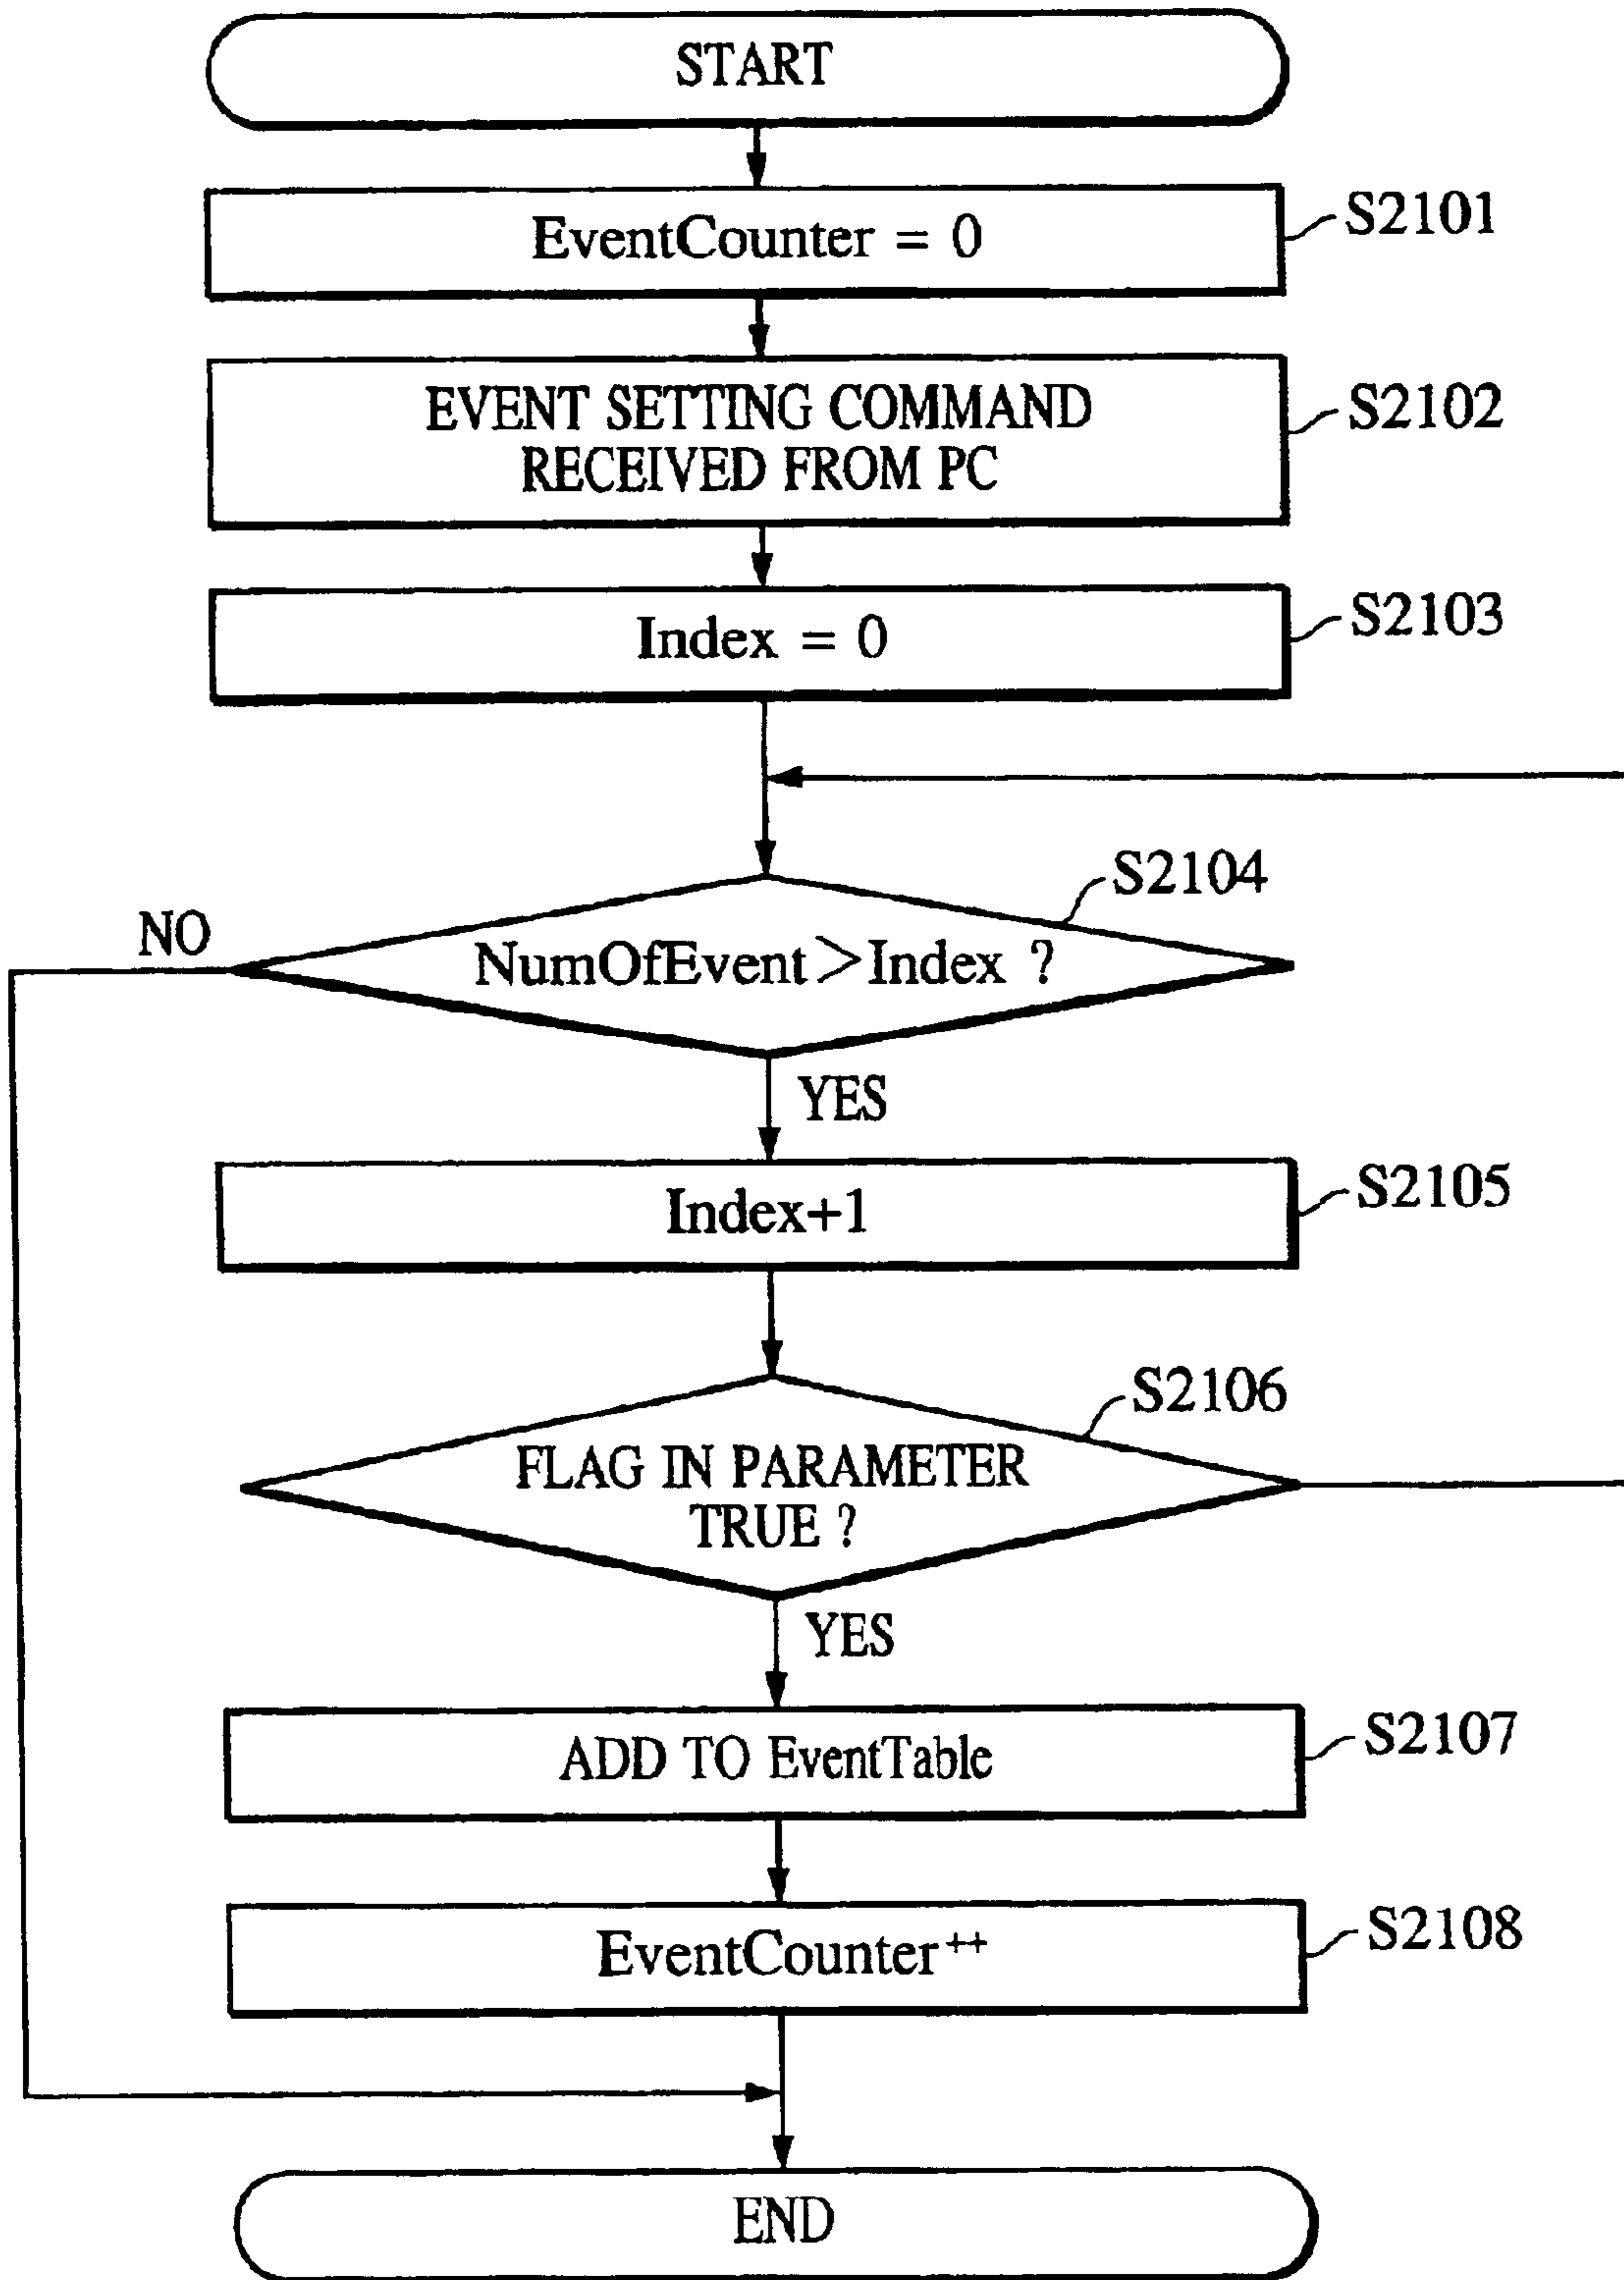 START
EventCounter = 0
S2101
EVENT SETTING COMMAND
RECEIVED FROM PC
S2102
Index = 0
S2103
S2104
NO
NumOfEvent>Index ?
YES
Index+1
S2105
S2106
FLAG IN PARAMETER
TRUE ?
YES
ADD TO EventTable
S2107
EventCounter++
S2108
END